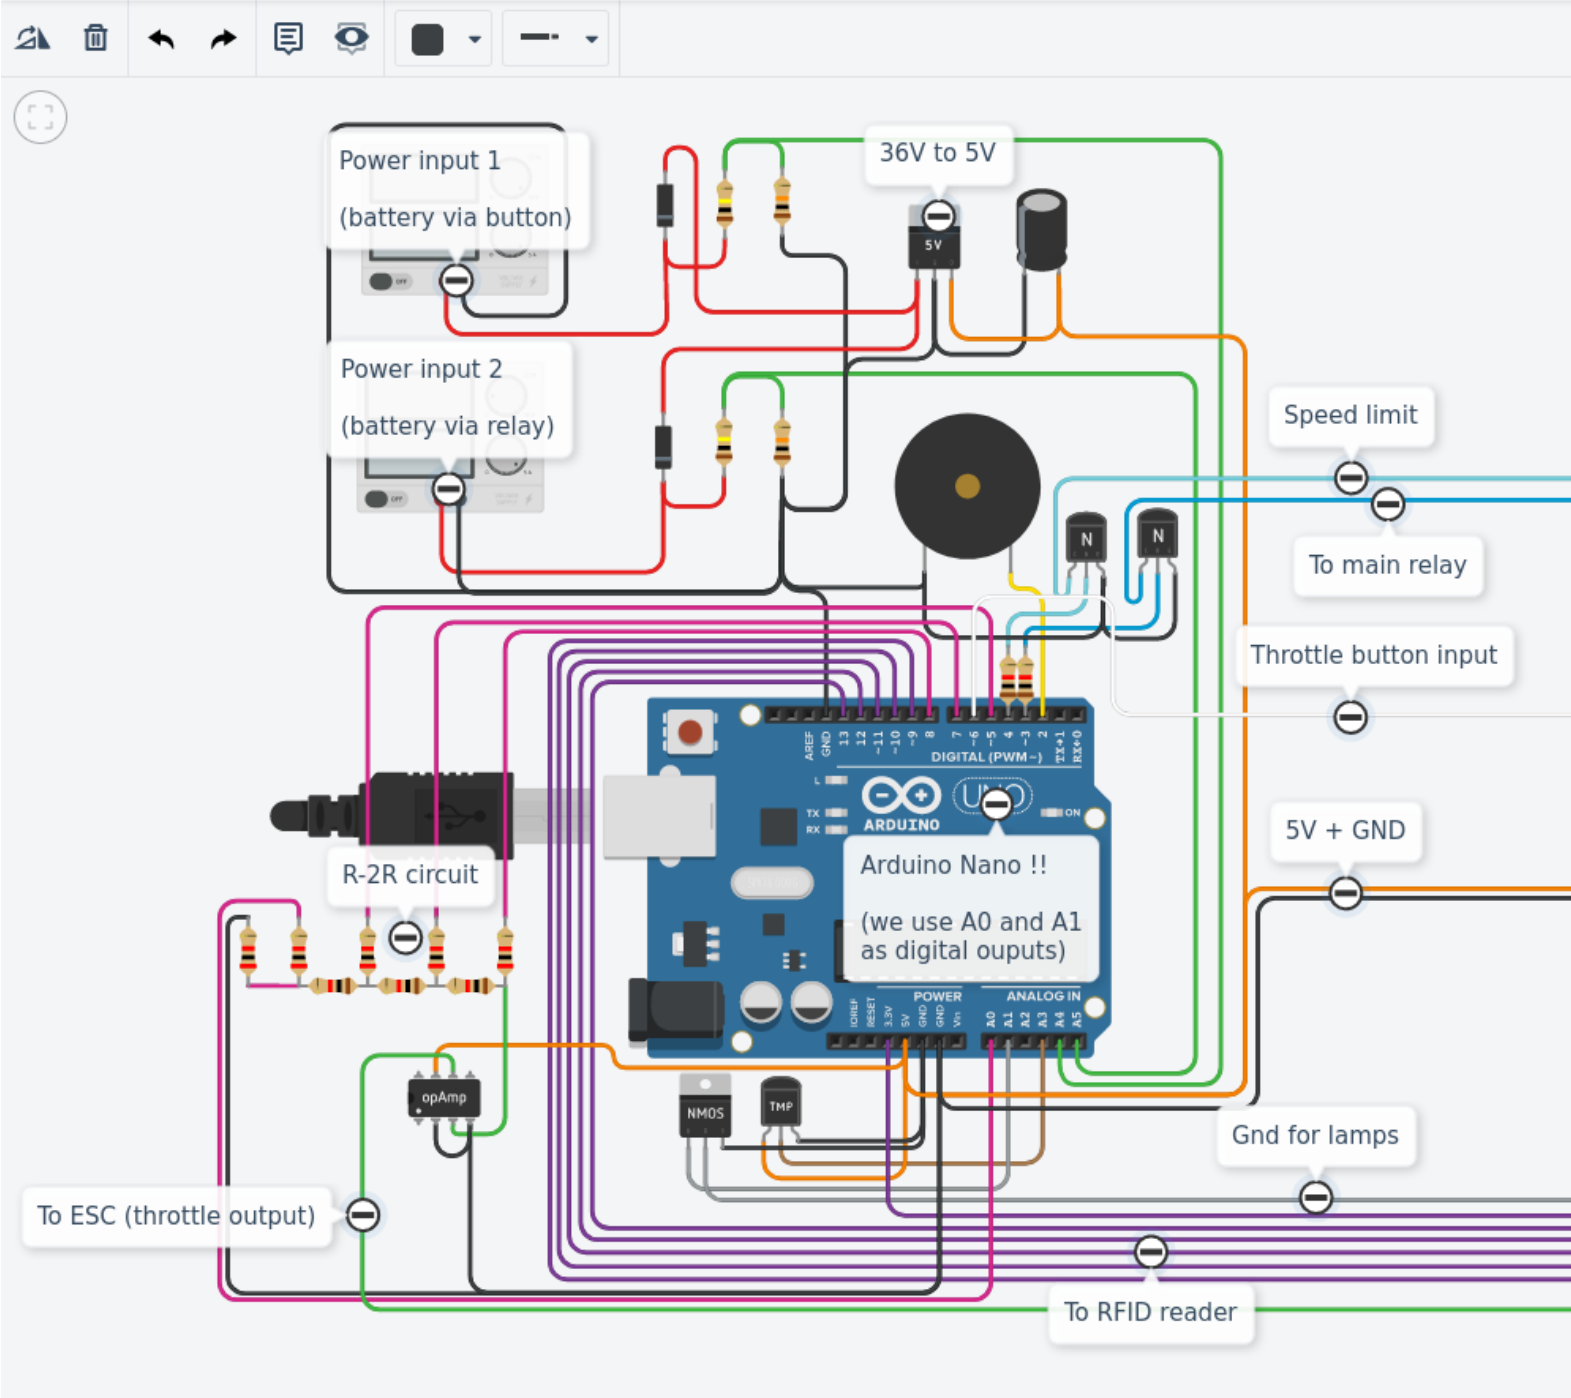 Power input 1
(battery via button)
OFF
36V to 5V
5V
Power input 2
(battery via relay)
OFF
Speed limit
To main relay
N
N
Throttle button input
AREF
GND
13
12
~11
~10
~9
8
7
~6
~5
4
~3
2
TX→1
RX←0
DIGITAL (PWM~)
L
TX
RX
UNO
ON
ARDUINO
Arduino Nano !!
(we use A0 and A1
as digital ouputs)
5V + GND
R-2R circuit
POWER
ANALOG IN
IOREF
RESET
3.3V
5V
GND
GND
Vin
A0
A1
A2
A3
A4
A5
opAmp
NMOS
TMP
Gnd for lamps
To ESC (throttle output)
To RFID reader